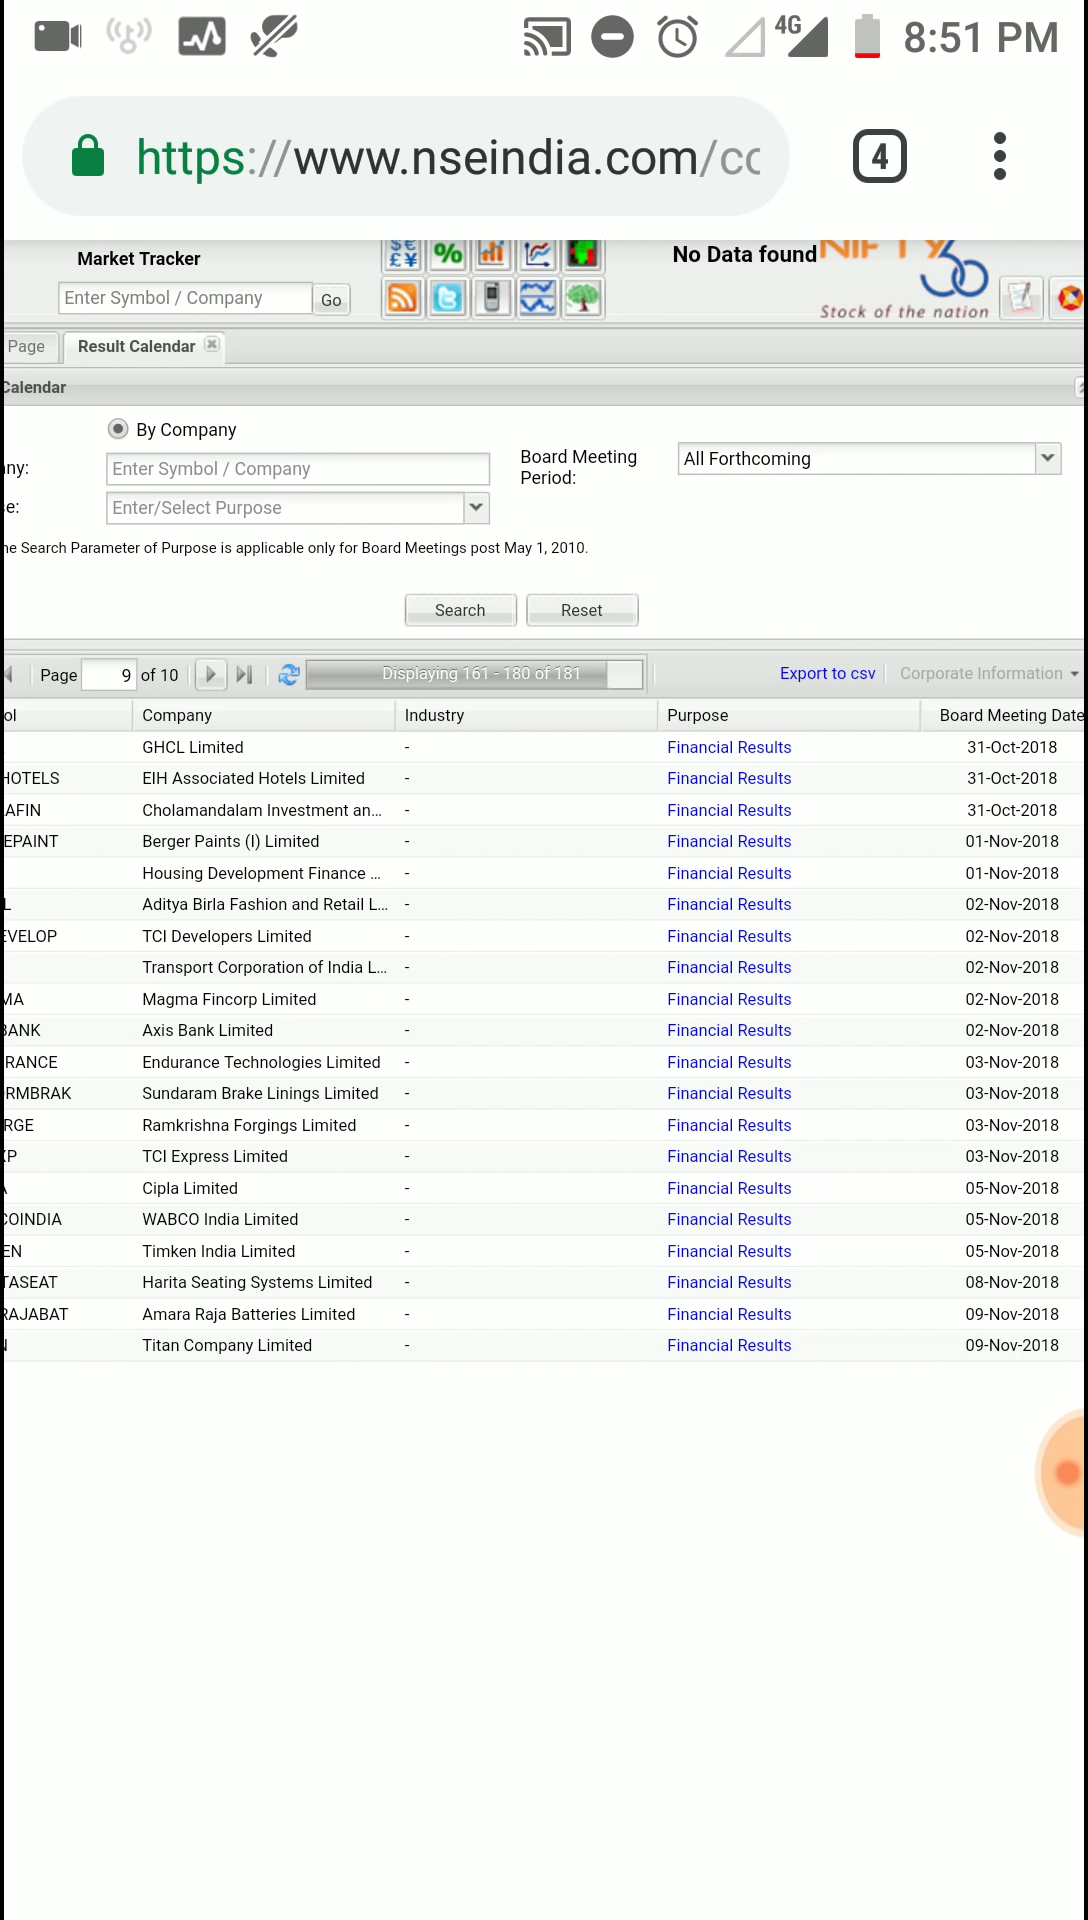 4G 8:51 PM
https://www.nseindia.com/cc
4
Market Tracker
No Data found
NIFTY 50
Enter Symbol / Company Go
Stock of the nation
Page Result Calendar
Calendar
By Company
any: Enter Symbol / Company
Board Meeting Period: All Forthcoming
se: Enter/Select Purpose
ne Search Parameter of Purpose is applicable only for Board Meetings post May 1, 2010.
Search Reset
Page 9 of 10 Displaying 161 - 180 of 181 Export to csv Corporate Information
ol Company Industry Purpose Board Meeting Date
GHCL Limited - Financial Results 31-Oct-2018
HOTELS EIH Associated Hotels Limited - Financial Results 31-Oct-2018
AFIN Cholamandalam Investment an... - Financial Results 31-Oct-2018
EPAINT Berger Paints (I) Limited - Financial Results 01-Nov-2018
Housing Development Finance ... - Financial Results 01-Nov-2018
L Aditya Birla Fashion and Retail L... - Financial Results 02-Nov-2018
EVELOP TCI Developers Limited - Financial Results 02-Nov-2018
Transport Corporation of India L... - Financial Results 02-Nov-2018
MA Magma Fincorp Limited - Financial Results 02-Nov-2018
BANK Axis Bank Limited - Financial Results 02-Nov-2018
RANCE Endurance Technologies Limited - Financial Results 03-Nov-2018
ORMBRAK Sundaram Brake Linings Limited - Financial Results 03-Nov-2018
RGE Ramkrishna Forgings Limited - Financial Results 03-Nov-2018
XP TCI Express Limited - Financial Results 03-Nov-2018
A Cipla Limited - Financial Results 05-Nov-2018
COINDIA WABCO India Limited - Financial Results 05-Nov-2018
EN Timken India Limited - Financial Results 05-Nov-2018
TASEAT Harita Seating Systems Limited - Financial Results 08-Nov-2018
RAJABAT Amara Raja Batteries Limited - Financial Results 09-Nov-2018
N Titan Company Limited - Financial Results 09-Nov-2018